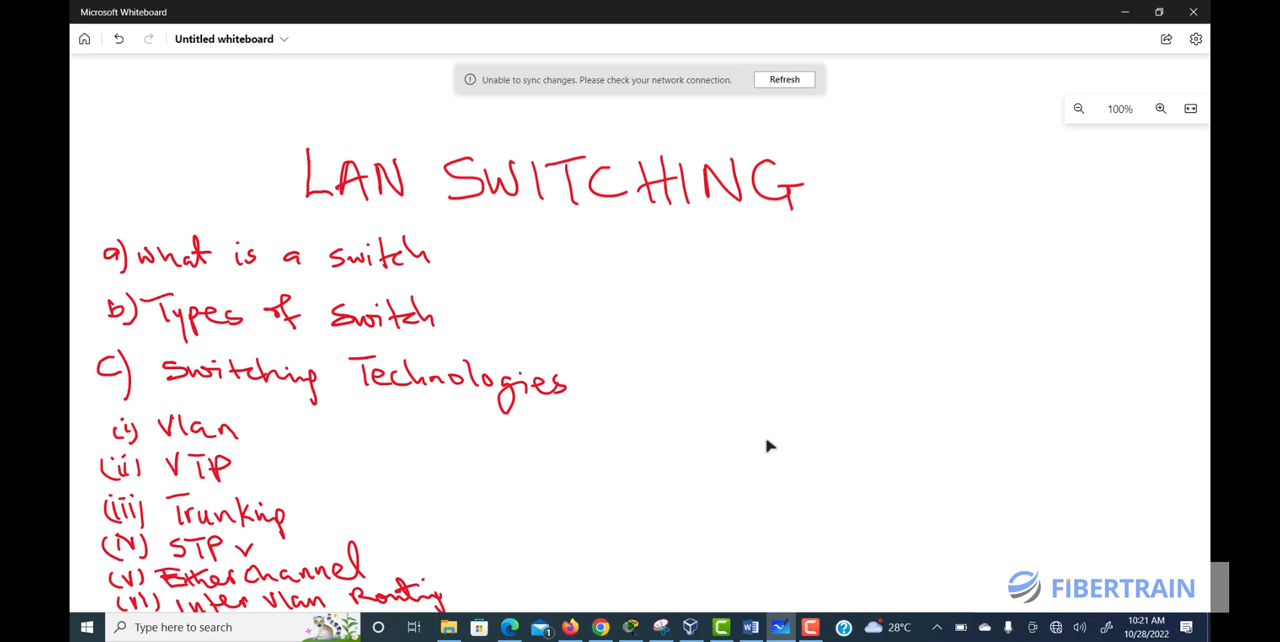 Microsoft Whiteboard
Untitled whiteboard
Unable to sync changes. Please check your network connection. Refresh
100%
LAN SWITCHING
a) what is a switch
b) Types of switch
c) Switching Technologies
(i) Vlan
(ii) VTP
(iii) Trunking
(iv) STP v
(v) EtherChannel
(vi) Inter Vlan Routing
FIBERTRAIN
Type here to search
1
28°C
10:21 AM
10/28/2022